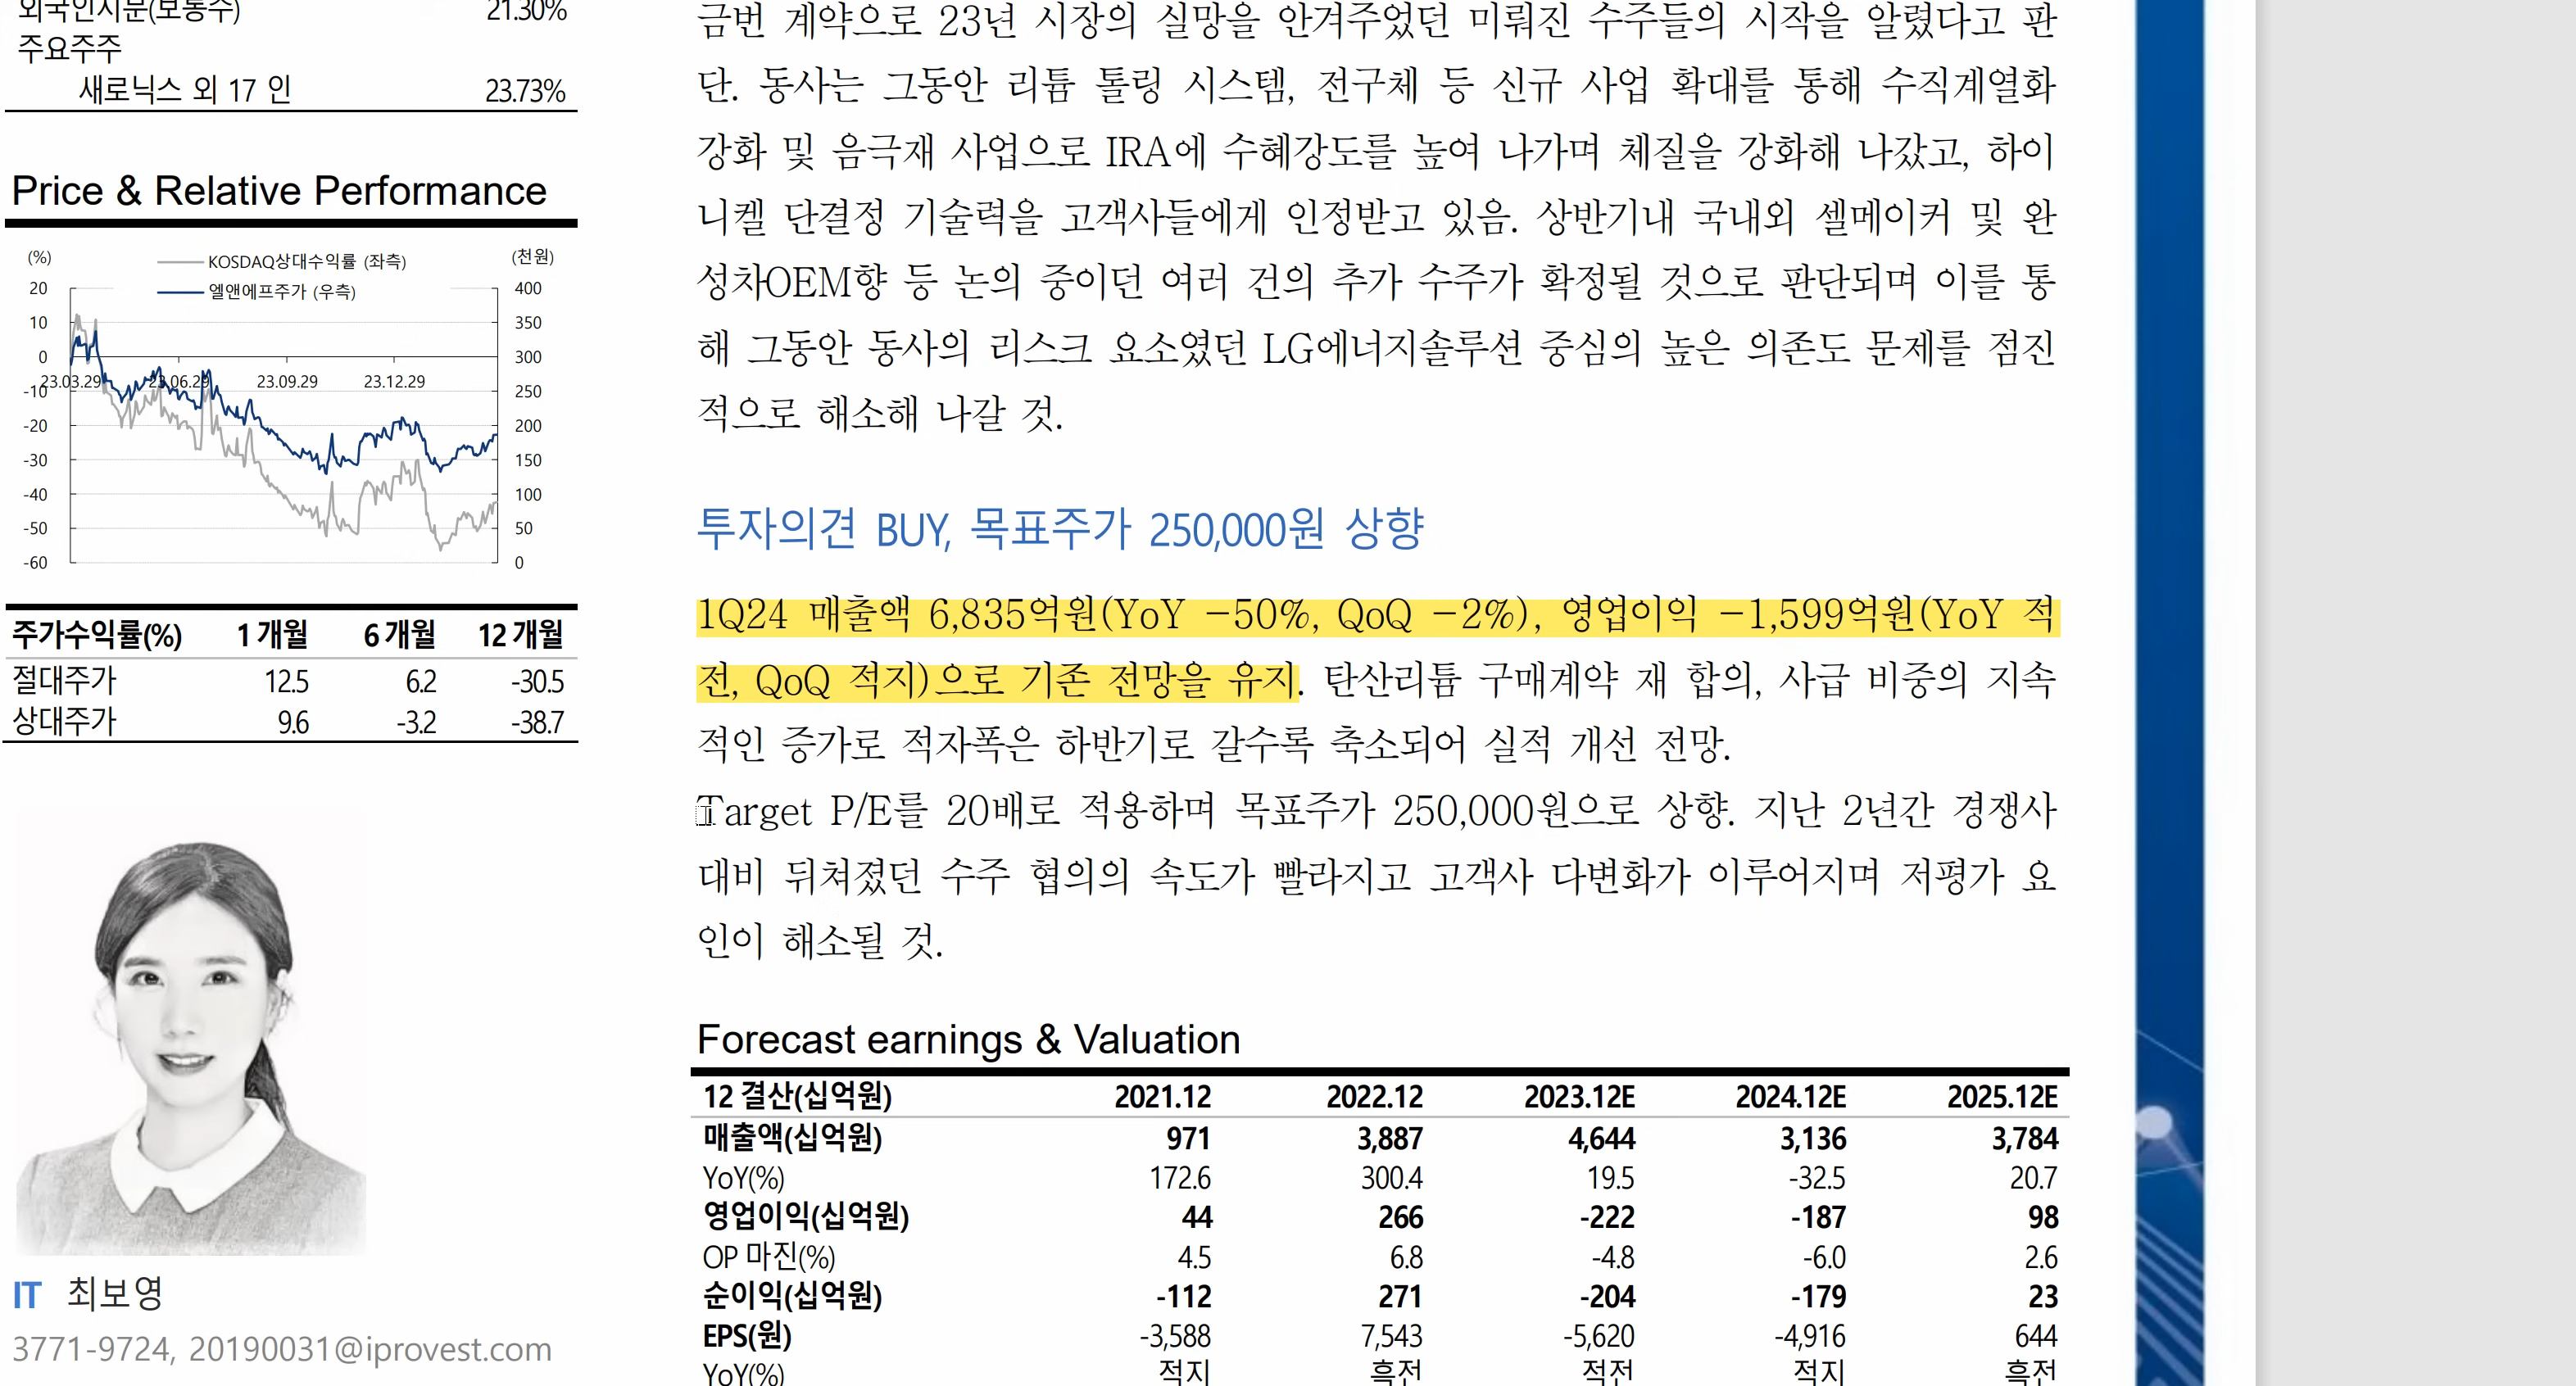 외국인지분(보통주) 21.30%
주요주주
새로닉스 외 17 인 23.73%
Price & Relative Performance
(%) KOSDAQ상대수익률 (좌측) (천원)
엘앤에프주가 (우측)
20 400
10 350
0 300
23.03.29 23.06.29 23.09.29 23.12.29
-10 250
-20 200
-30 150
-40 100
-50 50
-60 0
주가수익률(%) 1 개월 6 개월 12 개월
절대주가 12.5 6.2 -30.5
상대주가 9.6 -3.2 -38.7
IT 최보영
3771-9724, 20190031@iprovest.com
금번 계약으로 23년 시장의 실망을 안겨주었던 미뤄진 수주들의 시작을 알렸다고 판
단. 동사는 그동안 리튬 톨링 시스템, 전구체 등 신규 사업 확대를 통해 수직계열화
강화 및 음극재 사업으로 IRA에 수혜강도를 높여 나가며 체질을 강화해 나갔고, 하이
니켈 단결정 기술력을 고객사들에게 인정받고 있음. 상반기내 국내외 셀메이커 및 완
성차OEM향 등 논의 중이던 여러 건의 추가 수주가 확정될 것으로 판단되며 이를 통
해 그동안 동사의 리스크 요소였던 LG에너지솔루션 중심의 높은 의존도 문제를 점진
적으로 해소해 나갈 것.
투자의견 BUY, 목표주가 250,000원 상향
1Q24 매출액 6,835억원(YoY -50%, QoQ -2%), 영업이익 -1,599억원(YoY 적
전, QoQ 적지)으로 기존 전망을 유지. 탄산리튬 구매계약 재 합의, 사급 비중의 지속
적인 증가로 적자폭은 하반기로 갈수록 축소되어 실적 개선 전망.
Target P/E를 20배로 적용하며 목표주가 250,000원으로 상향. 지난 2년간 경쟁사
대비 뒤쳐졌던 수주 협의의 속도가 빨라지고 고객사 다변화가 이루어지며 저평가 요
인이 해소될 것.
Forecast earnings & Valuation
12 결산(십억원) 2021.12 2022.12 2023.12E 2024.12E 2025.12E
매출액(십억원) 971 3,887 4,644 3,136 3,784
YoY(%) 172.6 300.4 19.5 -32.5 20.7
영업이익(십억원) 44 266 -222 -187 98
OP 마진(%) 4.5 6.8 -4.8 -6.0 2.6
순이익(십억원) -112 271 -204 -179 23
EPS(원) -3,588 7,543 -5,620 -4,916 644
YoY(%) 적지 흑전 적전 적지 흑전